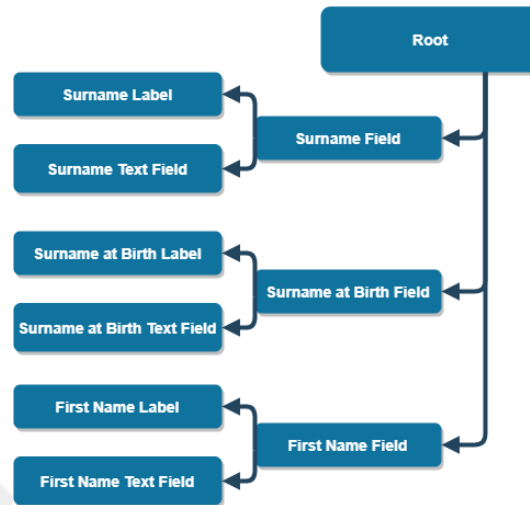 Root
Surname Label
Surname Field
Surname Text Field
Surname at Birth Label
Surname at Birth Field
Surname at Birth Text Field
First Name Label
First Name Field
First Name Text Field